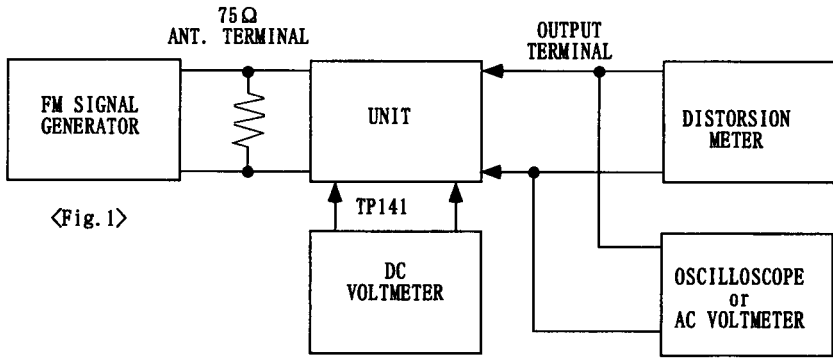 75Ω
ANT. TERMINAL
OUTPUT
TERMINAL
FM SIGNAL
GENERATOR
UNIT
DISTORSION
METER
<Fig.1>
TP141
DC
VOLTMETER
OSCILLOSCOPE
or
AC VOLTMETER